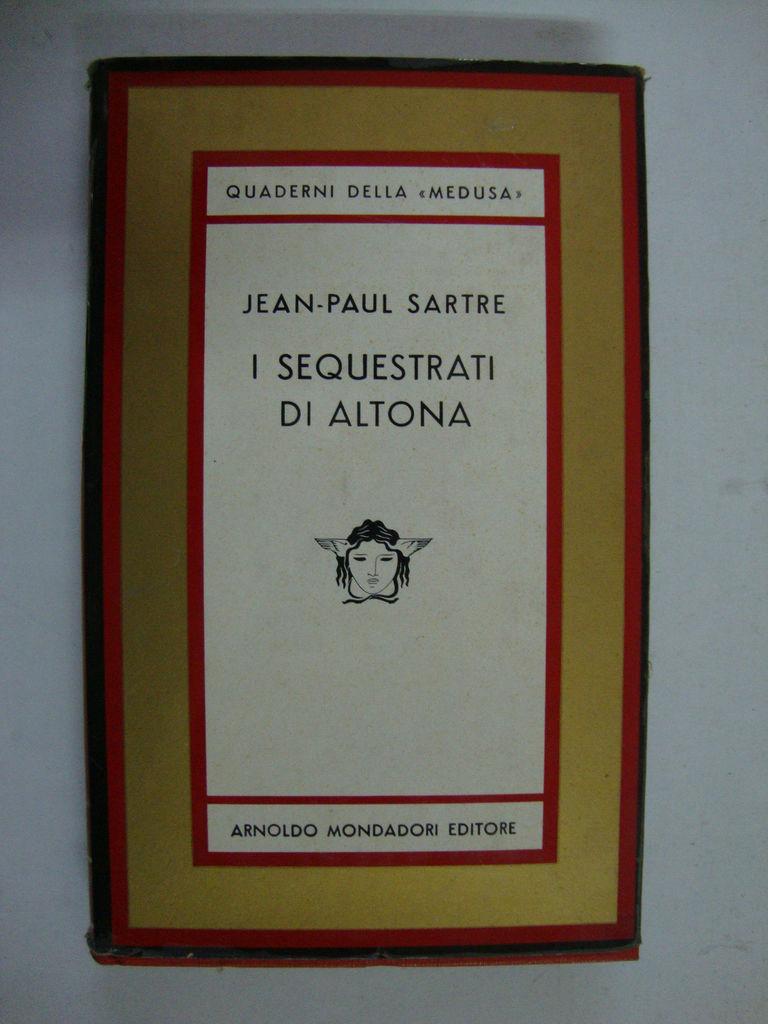 QUADERNI DELLA «MEDUSA»
JEAN-PAUL SARTRE
I SEQUESTRATI
DI ALTONA
ARNOLDO MONDADORI EDITORE